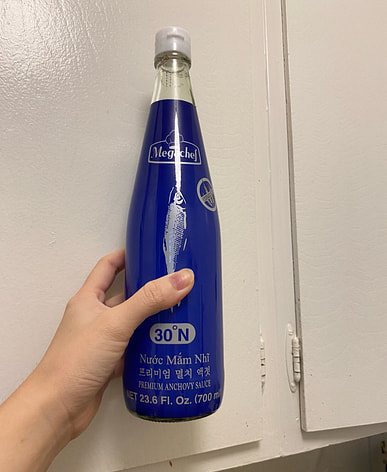 Megachef
30°N
Nước Mắm Nhĩ
프리미엄 멸치 액젓
PREMIUM ANCHOVY SAUCE
NET 23.6 Fl. Oz. (700 m